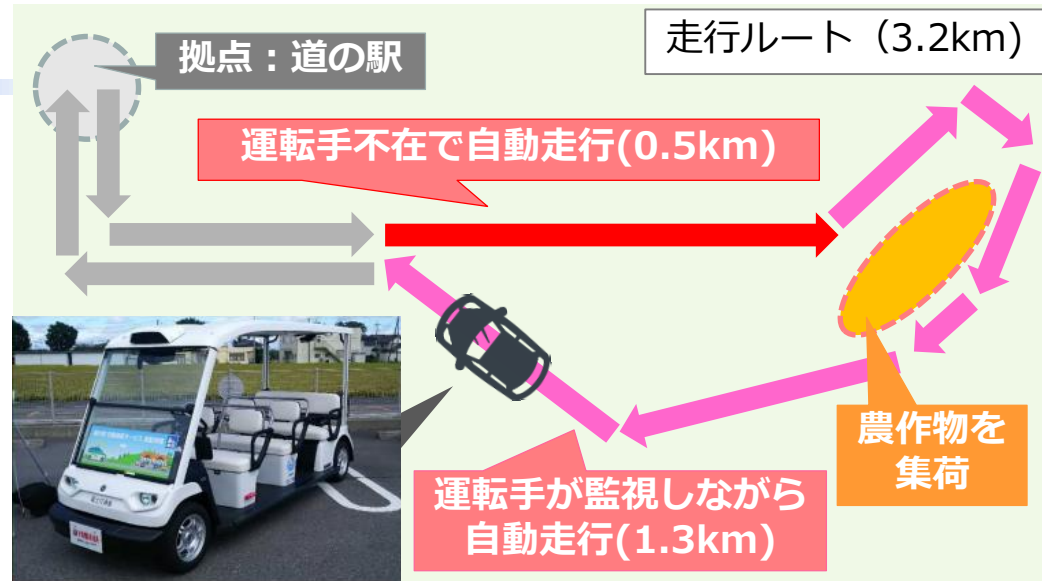 走行ルート（3.2km)
拠点：道の駅
運転手不在で自動走行(0.5km)
農作物を
集荷
運転手が監視しながら
自動走行(1.3km)